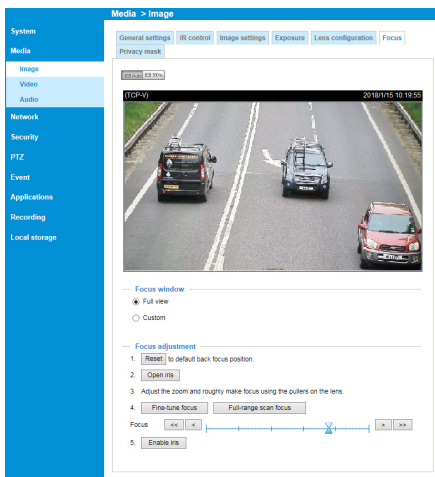 Media > Image
System
Media
Image
Video
Audio
Network
Security
PTZ
Event
Applications
Recording
Local storage
General settings IR control Image settings Exposure Lens configuration Focus
Privacy mask
Auto 100%
(TCP-V) 2018/1/15 10:19:55
Focus window
Full view
Custom
Focus adjustment
1. Reset to default back focus position.
2. Open iris
3. Adjust the zoom and roughly make focus using the pullers on the lens.
4. Fine-tune focus Full-range scan focus
Focus << < > >>
5. Enable iris